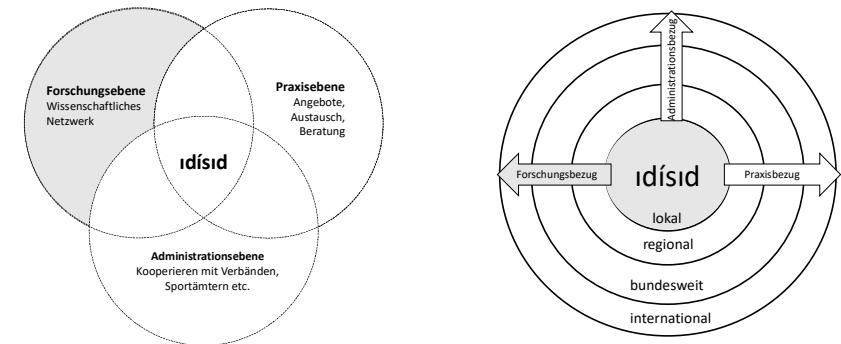 Forschungsebene
Wissenschaftliches
Netzwerk
Praxisebene
Angebote,
Austausch,
Beratung
ıdísıd
Administrationsebene
Kooperieren mit Verbänden,
Sportämtern etc.
Administrationsbezug
Forschungsbezug
ıdísıd
Praxisbezug
lokal
regional
bundesweit
international